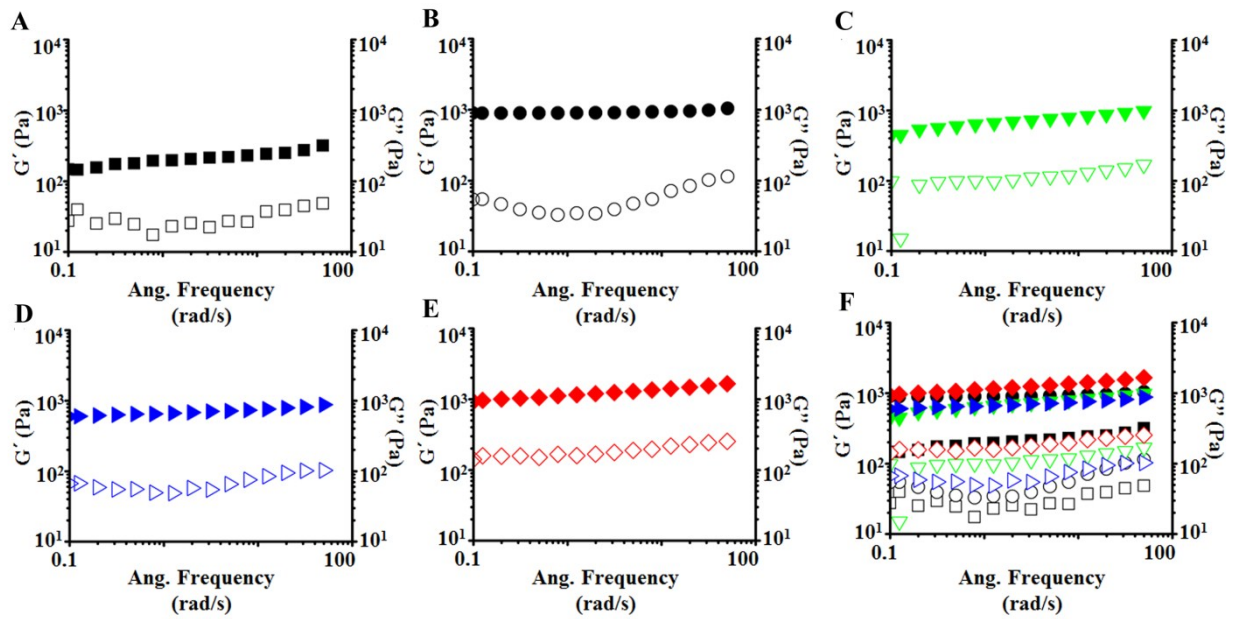 A
10⁴
10³
10²
10¹
G´ (Pa)
10⁴
10³
10²
10¹
G’’ (Pa)
0.1
100
Ang. Frequency
(rad/s)
B
10⁴
10³
10²
10¹
G´ (Pa)
10⁴
10³
10²
10¹
G’’ (Pa)
0.1
100
Ang. Frequency
(rad/s)
C
10⁴
10³
10²
10¹
G´ (Pa)
10⁴
10³
10²
10¹
G’’ (Pa)
0.1
100
Ang. Frequency
(rad/s)
D
10⁴
10³
10²
10¹
G´ (Pa)
10⁴
10³
10²
10¹
G’’ (Pa)
0.1
100
Ang. Frequency
(rad/s)
E
10⁴
10³
10²
10¹
G´ (Pa)
10⁴
10³
10²
10¹
G’’ (Pa)
0.1
100
Ang. Frequency
(rad/s)
F
10⁴
10³
10²
10¹
G´ (Pa)
10⁴
10³
10²
10¹
G’’ (Pa)
0.1
100
Ang. Frequency
(rad/s)